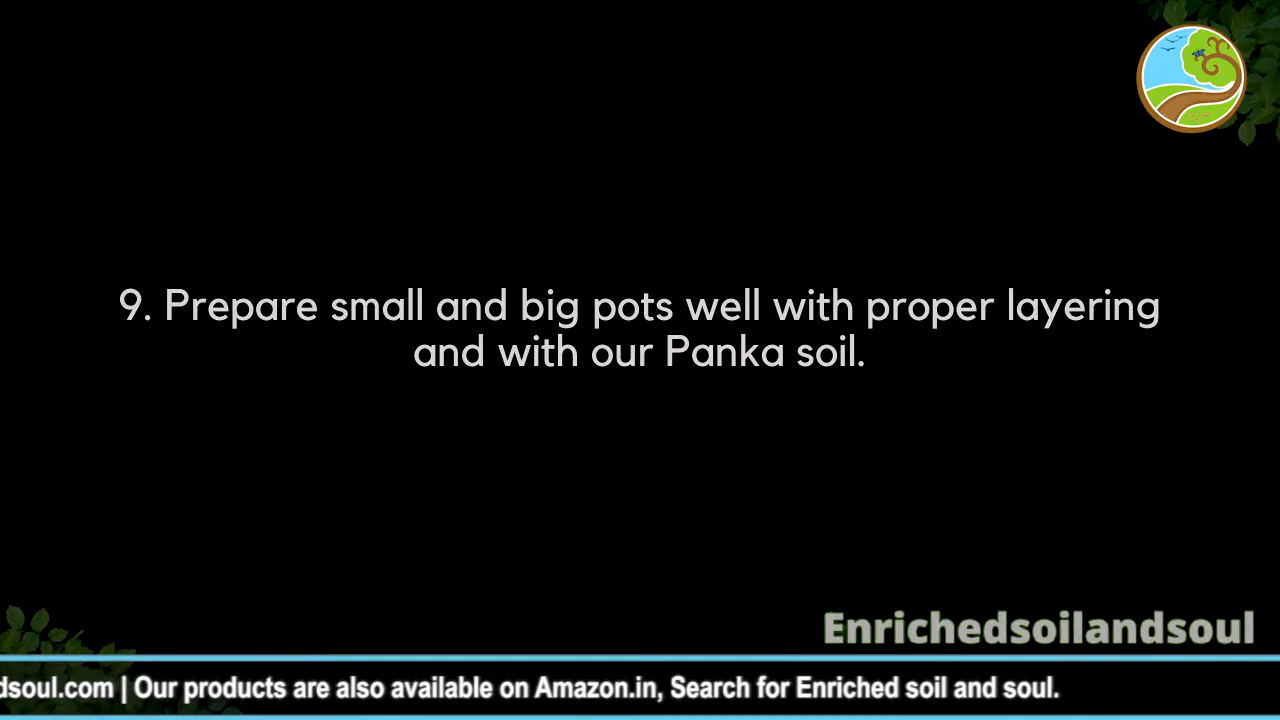 9. Prepare small and big pots well with proper layering
and with our Panka soil.
Enrichedsoilandsoul
dsoul.com | Our products are also available on Amazon.in, Search for Enriched soil and soul.